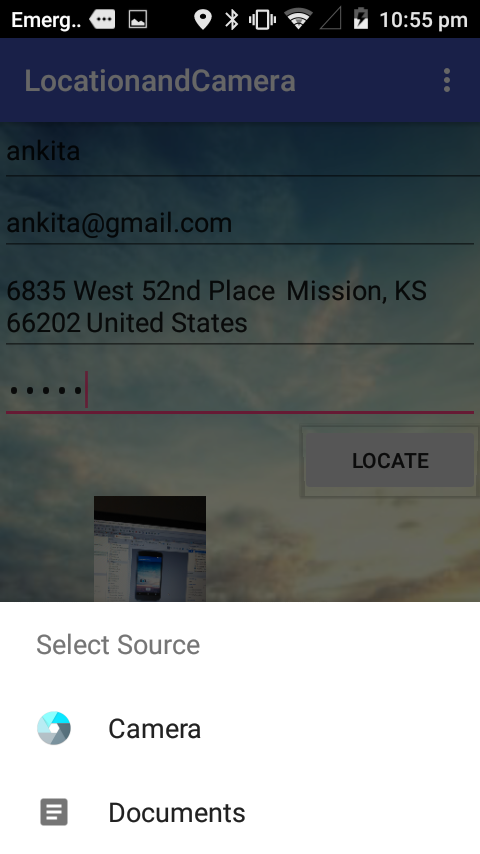 Emerg.. 10:55 pm
LocationandCamera
ankita
ankita@gmail.com
6835 West 52nd Place  Mission, KS
66202 United States
•••••
LOCATE
Select Source
Camera
Documents